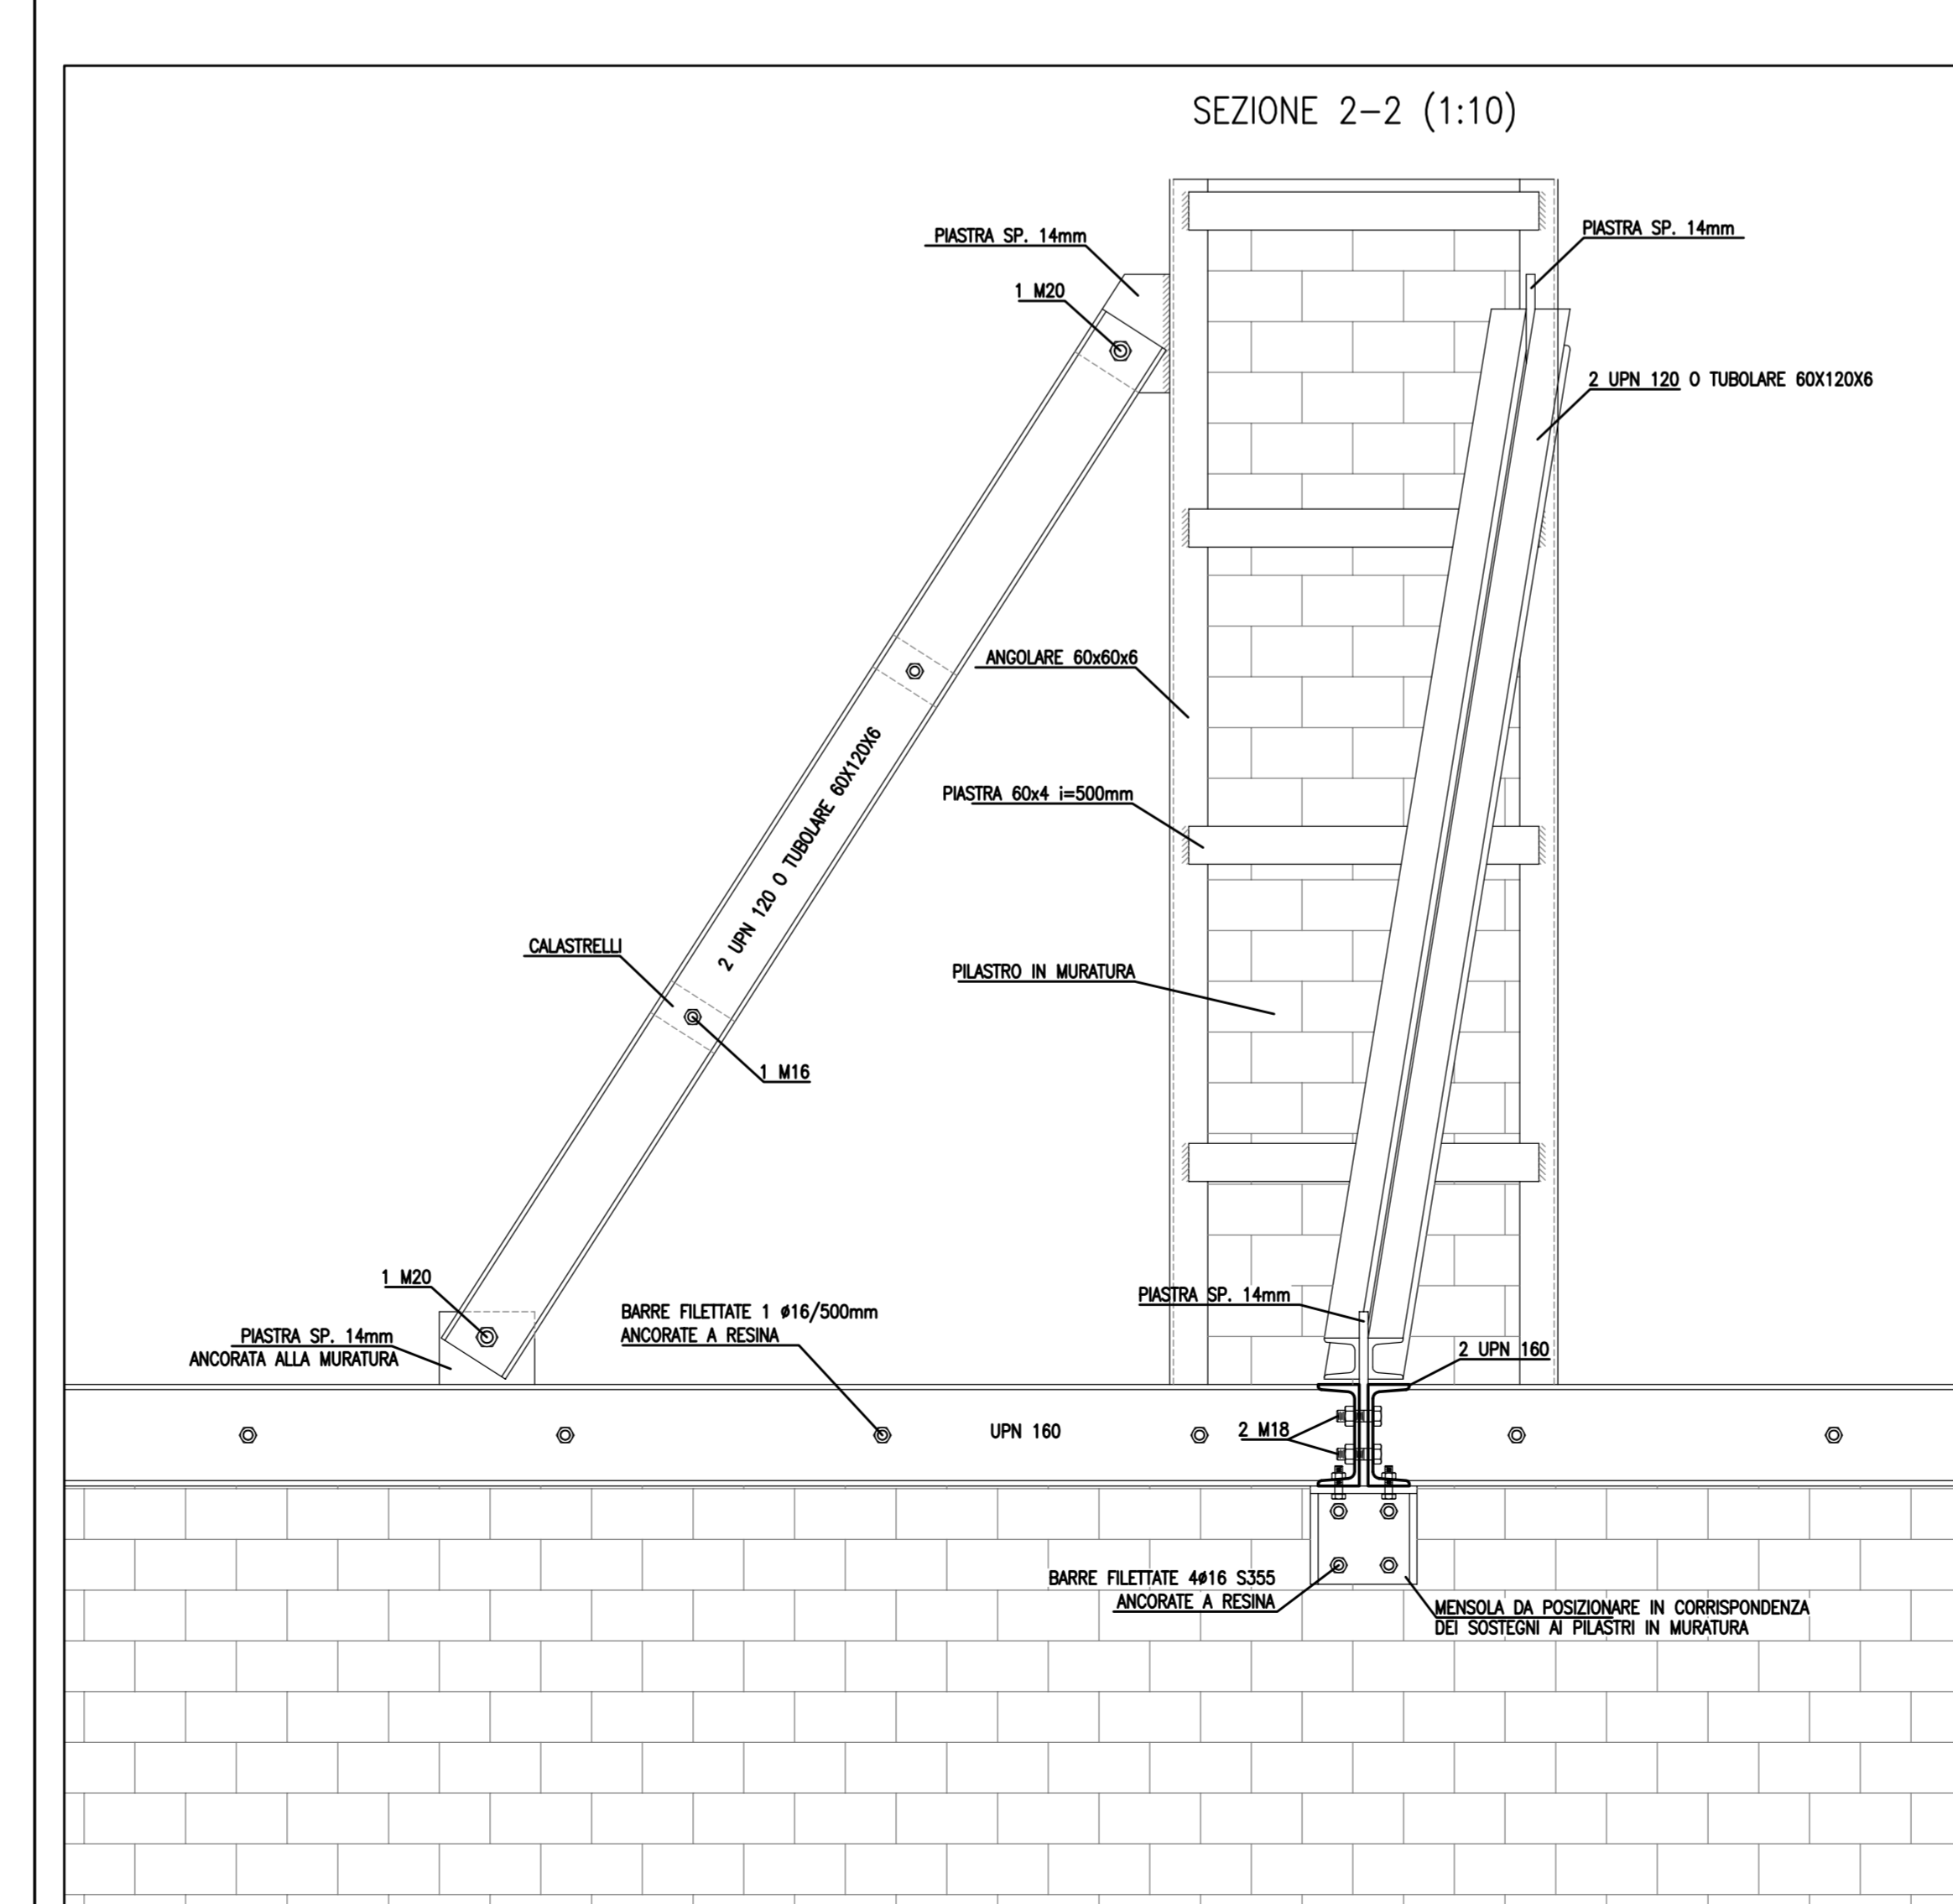 SEZIONE 2-2 (1:10)
PIASTRA SP. 14mm
PIASTRA SP. 14mm
1 M20
2 UPN 120 O TUBOLARE 60X120X6
ANGOLARE 60x60x6
2 UPN 120 O TUBOLARE 60X120X6
PIASTRA 60x4 i=500mm
CALASTRELLI
PILASTRO IN MURATURA
1 M16
1 M20
PIASTRA SP. 14mm
ANCORATA ALLA MURATURA
BARRE FILETTATE 1 ø16/500mm
ANCORATE A RESINA
PIASTRA SP. 14mm
2 UPN 160
UPN 160
2 M18
BARRE FILETTATE 4ø16 S355
ANCORATE A RESINA
MENSOLA DA POSIZIONARE IN CORRISPONDENZA
DEI SOSTEGNI AI PILASTRI IN MURATURA